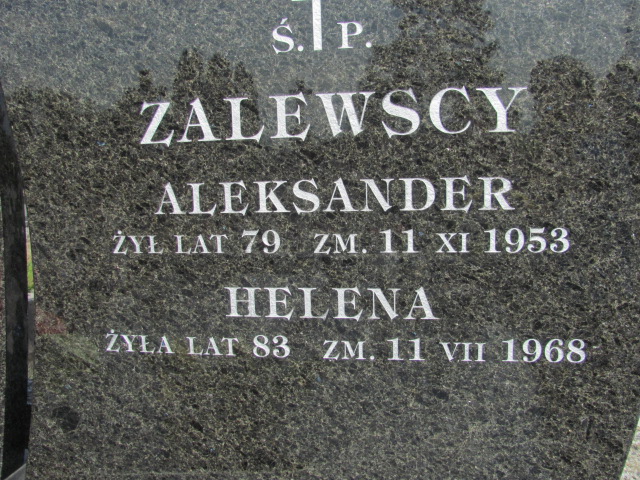 Ś. P.
ZALEWSCY
ALEKSANDER
ŻYŁ LAT 79 ZM. 11 XI 1953
HELENA
ŻYŁA LAT 83 ZM. 11 VII 1968